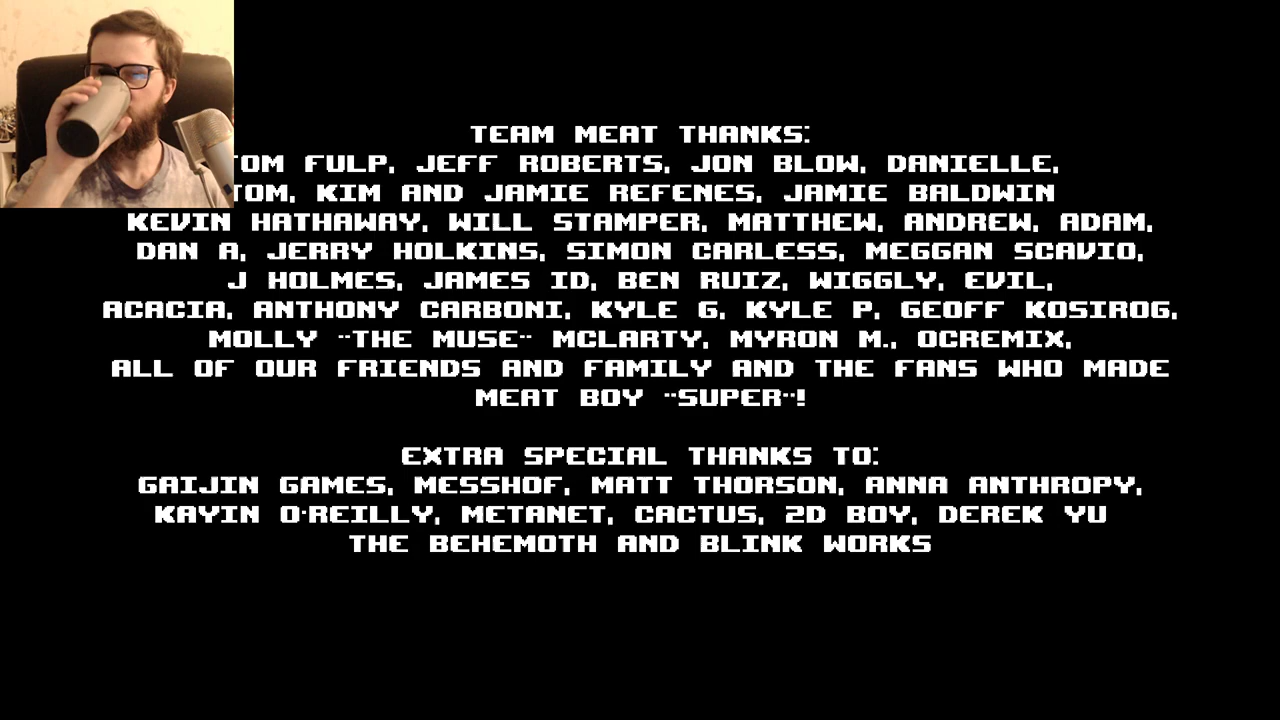 TEAM MEAT THANKS:
TOM FULP, JEFF ROBERTS, JON BLOW, DANIELLE,
TOM, KIM AND JAMIE REFENES, JAMIE BALDWIN
KEVIN HATHAWAY, WILL STAMPER, MATTHEW, ANDREW, ADAM,
DAN A, JERRY HOLKINS, SIMON CARLESS, MEGGAN SCAVIO,
J HOLMES, JAMES ID, BEN RUIZ, WIGGLY, EVIL,
ACACIA, ANTHONY CARBONI, KYLE G, KYLE P, GEOFF KOSIROG,
MOLLY "THE MUSE" MCLARTY, MYRON M., OCREMIX,
ALL OF OUR FRIENDS AND FAMILY AND THE FANS WHO MADE
MEAT BOY "SUPER"!
EXTRA SPECIAL THANKS TO:
GAIJIN GAMES, MESSHOF, MATT THORSON, ANNA ANTHROPY,
KAYIN O'REILLY, METANET, CACTUS, 2D BOY, DEREK YU
THE BEHEMOTH AND BLINK WORKS